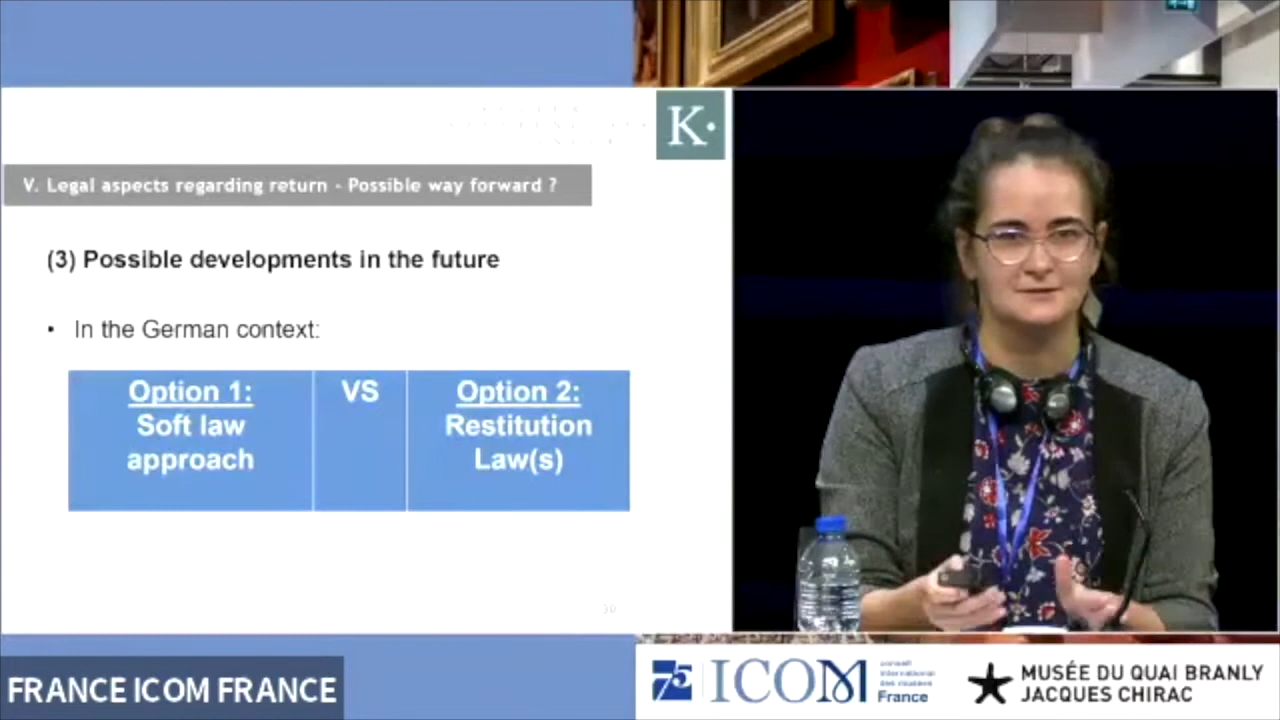 K.
V. Legal aspects regarding return - Possible way forward ?
(3) Possible developments in the future
• In the German context:
Option 1:
Soft law
approach
VS
Option 2:
Restitution
Law(s)
30
FRANCE ICOM FRANCE
75
ICOM
conseil
international
des musées
France
MUSÉE DU QUAI BRANLY
JACQUES CHIRAC